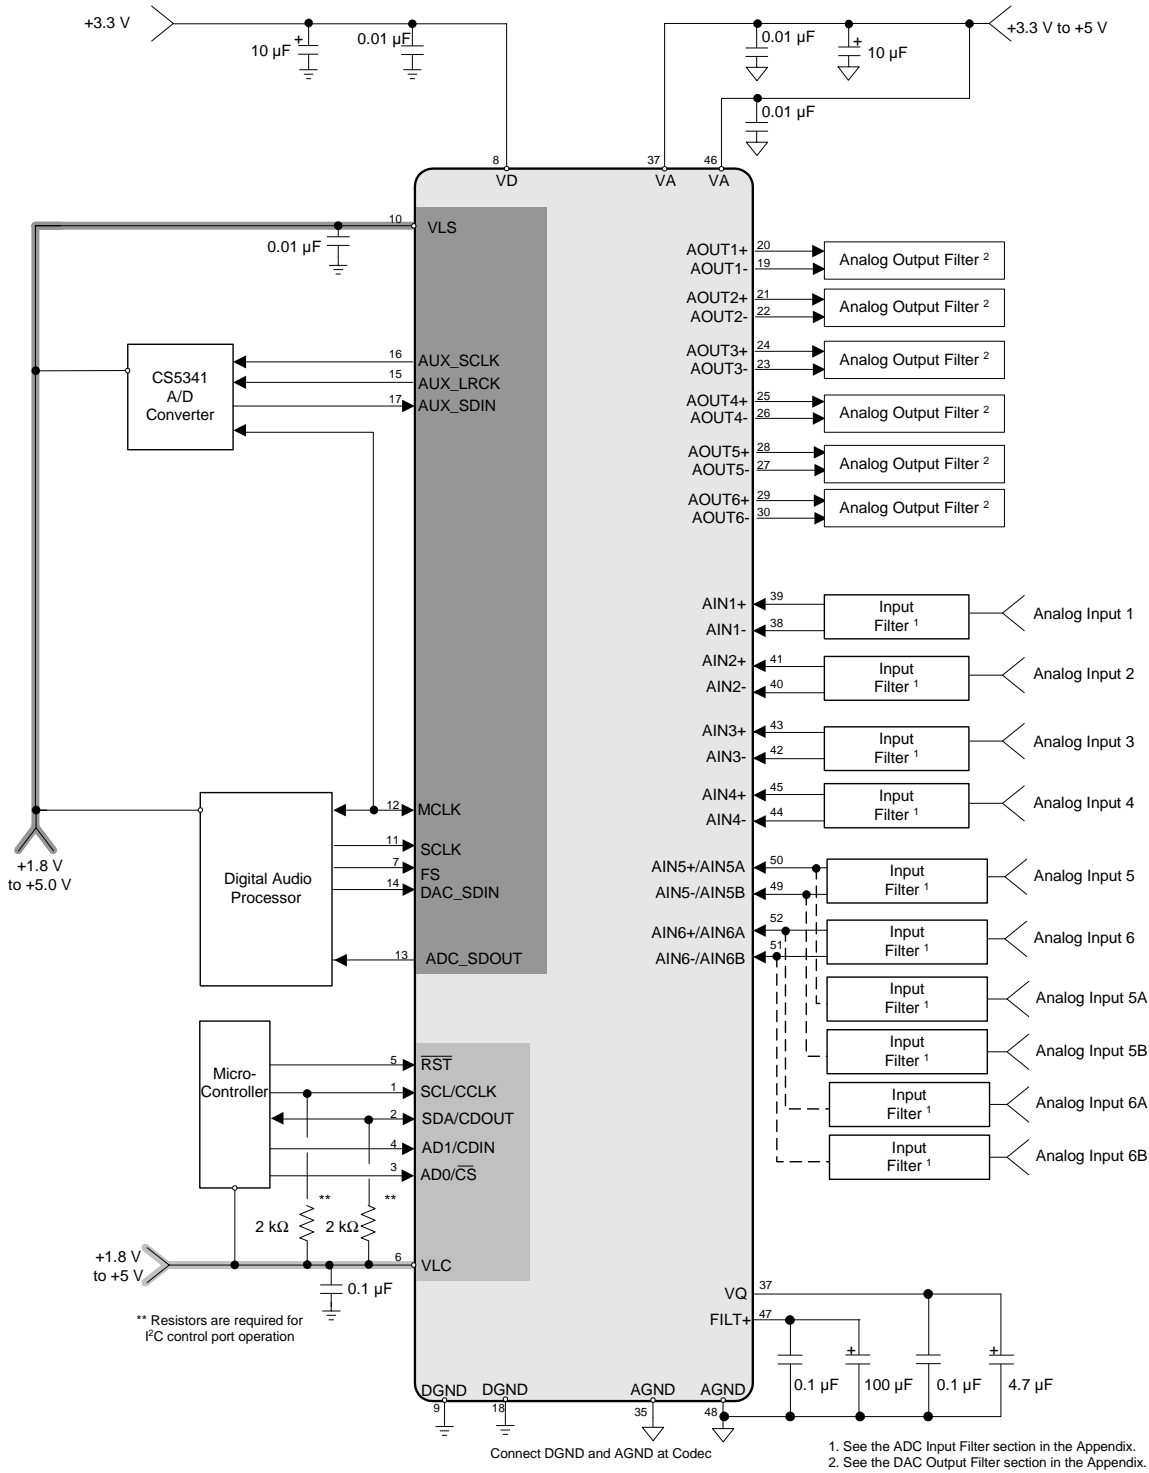 +3.3 V
10 µF
+
0.01 µF
0.01 µF
+
10 µF
+3.3 V to +5 V
0.01 µF
8
37
46
VD
VA
VA
10
VLS
0.01 µF
CS5341
A/D
Converter
16
AUX_SCLK
15
AUX_LRCK
17
AUX_SDIN
12
MCLK
11
SCLK
7
FS
14
DAC_SDIN
13
ADC_SDOUT
Digital Audio
Processor
+1.8 V
to +5.0 V
Micro-
Controller
5
RST
1
SCL/CCLK
2
SDA/CDOUT
4
AD1/CDIN
3
AD0/CS
**
**
2 kΩ
2 kΩ
+1.8 V
to +5 V
6
VLC
0.1 µF
** Resistors are required for
I2C control port operation
AOUT1+
20
AOUT1-
19
Analog Output Filter 2
AOUT2+
21
AOUT2-
22
Analog Output Filter 2
AOUT3+
24
AOUT3-
23
Analog Output Filter 2
AOUT4+
25
AOUT4-
26
Analog Output Filter 2
AOUT5+
28
AOUT5-
27
Analog Output Filter 2
AOUT6+
29
AOUT6-
30
Analog Output Filter 2
AIN1+
39
AIN1-
38
Input
Filter 1
Analog Input 1
AIN2+
41
AIN2-
40
Input
Filter 1
Analog Input 2
AIN3+
43
AIN3-
42
Input
Filter 1
Analog Input 3
AIN4+
45
AIN4-
44
Input
Filter 1
Analog Input 4
AIN5+/AIN5A
50
AIN5-/AIN5B
49
Input
Filter 1
Analog Input 5
AIN6+/AIN6A
52
AIN6-/AIN6B
51
Input
Filter 1
Analog Input 6
Input
Filter 1
Analog Input 5A
Input
Filter 1
Analog Input 5B
Input
Filter 1
Analog Input 6A
Input
Filter 1
Analog Input 6B
VQ
37
FILT+
47
+
+
0.1 µF
100 µF
0.1 µF
4.7 µF
DGND
DGND
AGND
AGND
9
18
35
48
Connect DGND and AGND at Codec
1. See the ADC Input Filter section in the Appendix.
2. See the DAC Output Filter section in the Appendix.